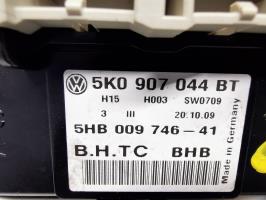 5K0 907 044 BT
H15 H003 SW0709
3 III 20.10.09
5HB 009 746-41
B.H.TC BHB
Made in Germany